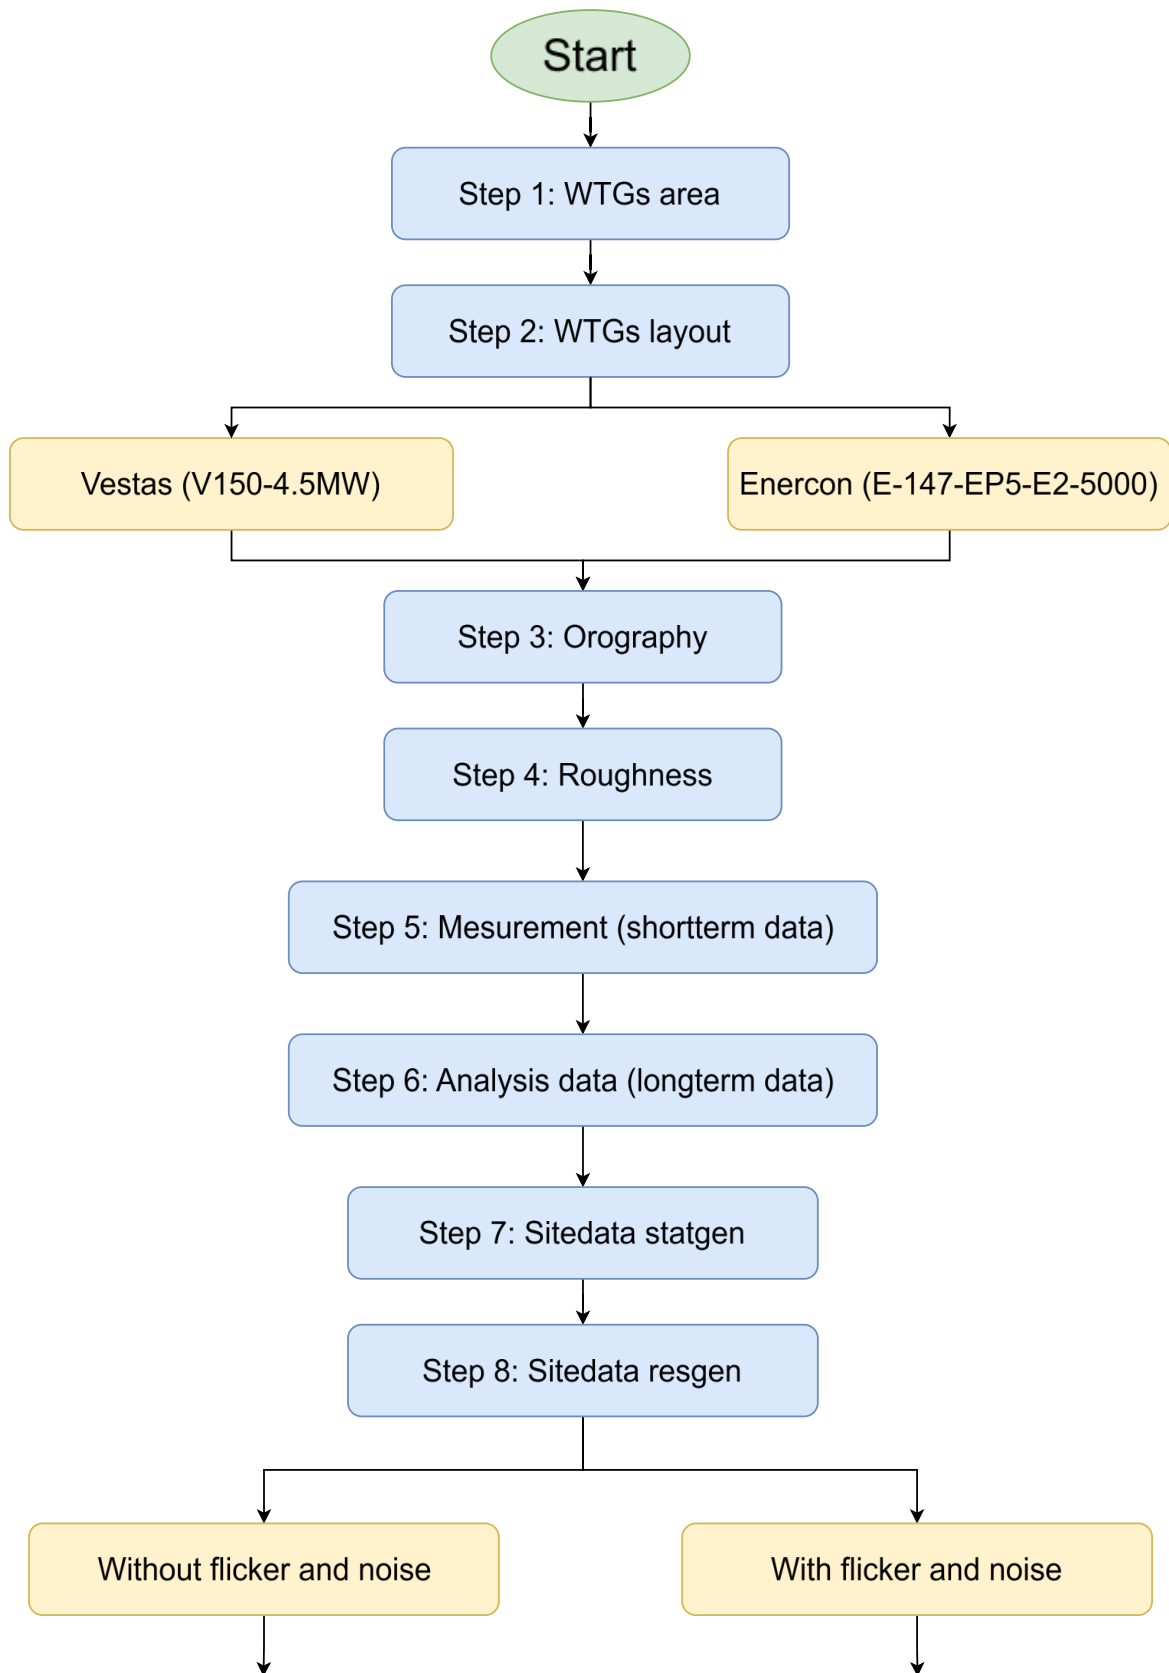 Start
Step 1: WTGs area
Step 2: WTGs layout
Vestas (V150-4.5MW)
Enercon (E-147-EP5-E2-5000)
Step 3: Orography
Step 4: Roughness
Step 5: Mesurement (shortterm data)
Step 6: Analysis data (longterm data)
Step 7: Sitedata statgen
Step 8: Sitedata resgen
Without flicker and noise
With flicker and noise